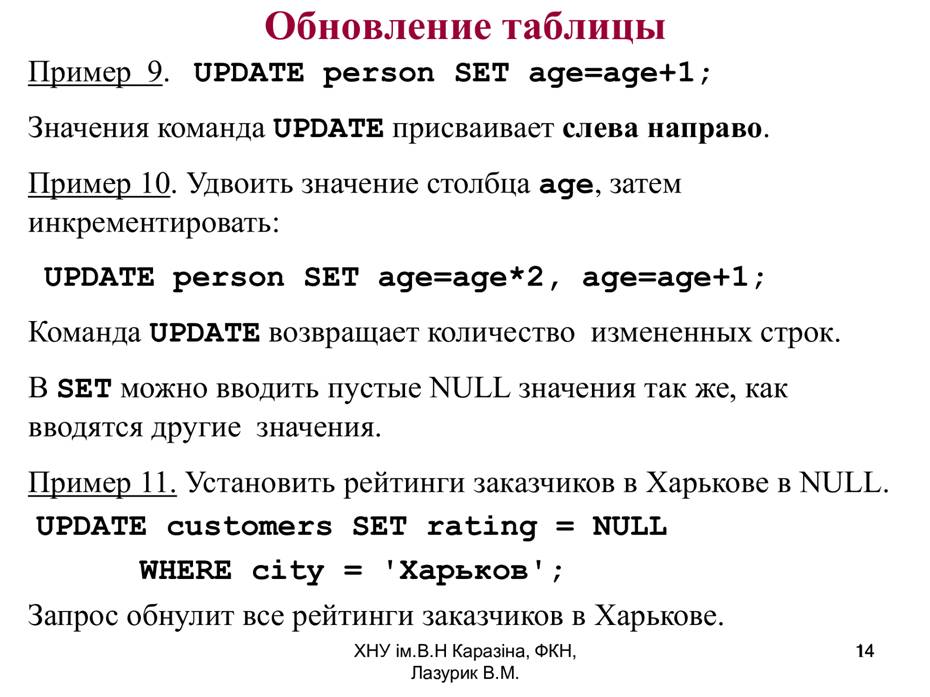 Обновление таблицы
Пример 9. UPDATE person SET age=age+1;
Значения команда UPDATE присваивает слева направо.
Пример 10. Удвоить значение столбца age, затем
инкрементировать:
UPDATE person SET age=age*2, age=age+1;
Команда UPDATE возвращает количество измененных строк.
В SET можно вводить пустые NULL значения так же, как
вводятся другие значения.
Пример 11. Установить рейтинги заказчиков в Харькове в NULL.
UPDATE customers SET rating = NULL
WHERE city = 'Харьков';
Запрос обнулит все рейтинги заказчиков в Харькове.
ХНУ ім.В.Н Каразіна, ФКН,
Лазурик В.М.
14